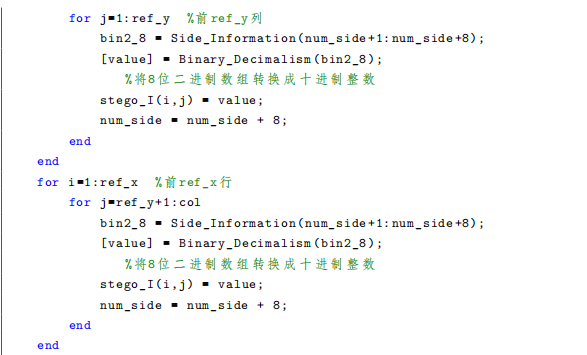 for j=1:ref_y  %前ref_y列
bin2_8 = Side_Information(num_side+1:num_side+8);
[value] = Binary_Decimalism(bin2_8);
%将8位二进制数组转换成十进制整数
stego_I(i,j) = value;
num_side = num_side + 8;
end
end
for i=1:ref_x  %前ref_x行
for j=ref_y+1:col
bin2_8 = Side_Information(num_side+1:num_side+8);
[value] = Binary_Decimalism(bin2_8);
%将8位二进制数组转换成十进制整数
stego_I(i,j) = value;
num_side = num_side + 8;
end
end